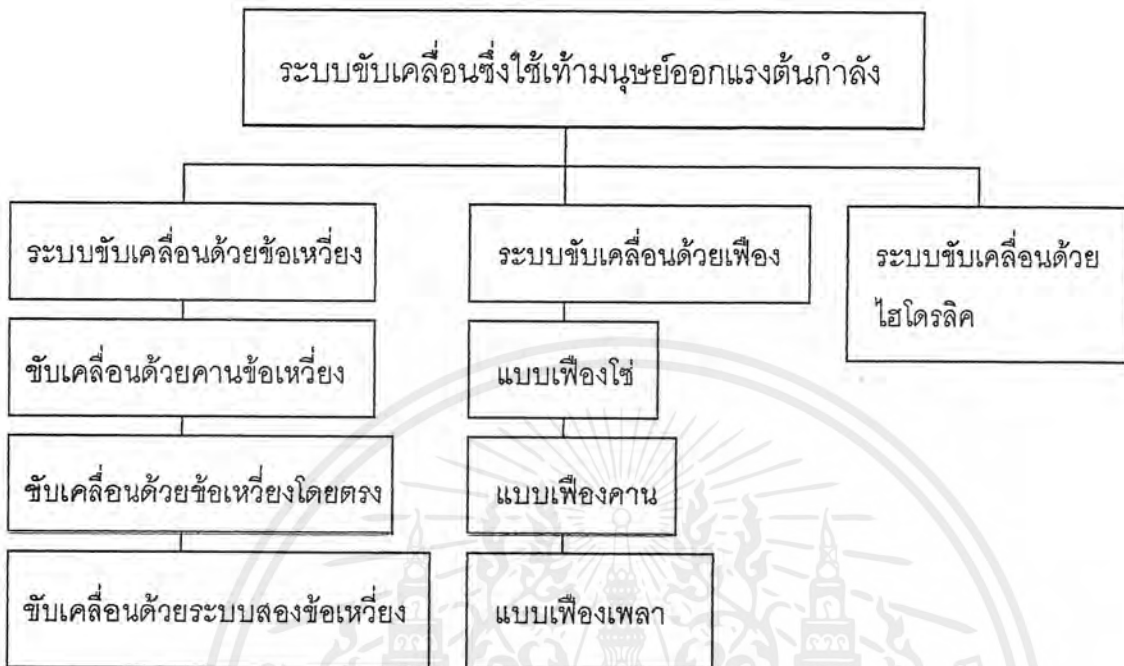 ระบบขับเคลื่อนซึ่งใช้เท้ามนุษย์ออกแรงต้นกำลัง
ระบบขับเคลื่อนด้วยข้อเหวี่ยง
ขับเคลื่อนด้วยคานข้อเหวี่ยง
ขับเคลื่อนด้วยข้อเหวี่ยงโดยตรง
ขับเคลื่อนด้วยระบบสองข้อเหวี่ยง
ระบบขับเคลื่อนด้วยเฟือง
แบบเฟืองโซ่
แบบเฟืองคาน
แบบเฟืองเพลา
ระบบขับเคลื่อนด้วย
ไฮโดรลิค